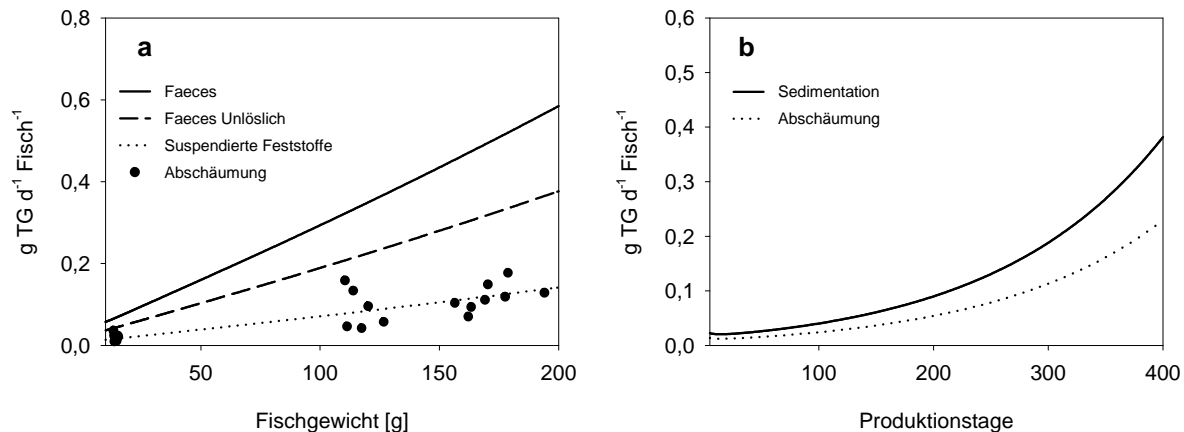 a
Faeces
Faeces Unlöslich
Suspendierte Feststoffe
Abschäumung
g TG d⁻¹ Fisch⁻¹
0,8
0,6
0,4
0,2
0,0
50
100
150
200
Fischgewicht [g]
b
Sedimentation
Abschäumung
g TG d⁻¹ Fisch⁻¹
0,6
0,5
0,4
0,3
0,2
0,1
0,0
100
200
300
400
Produktionstage